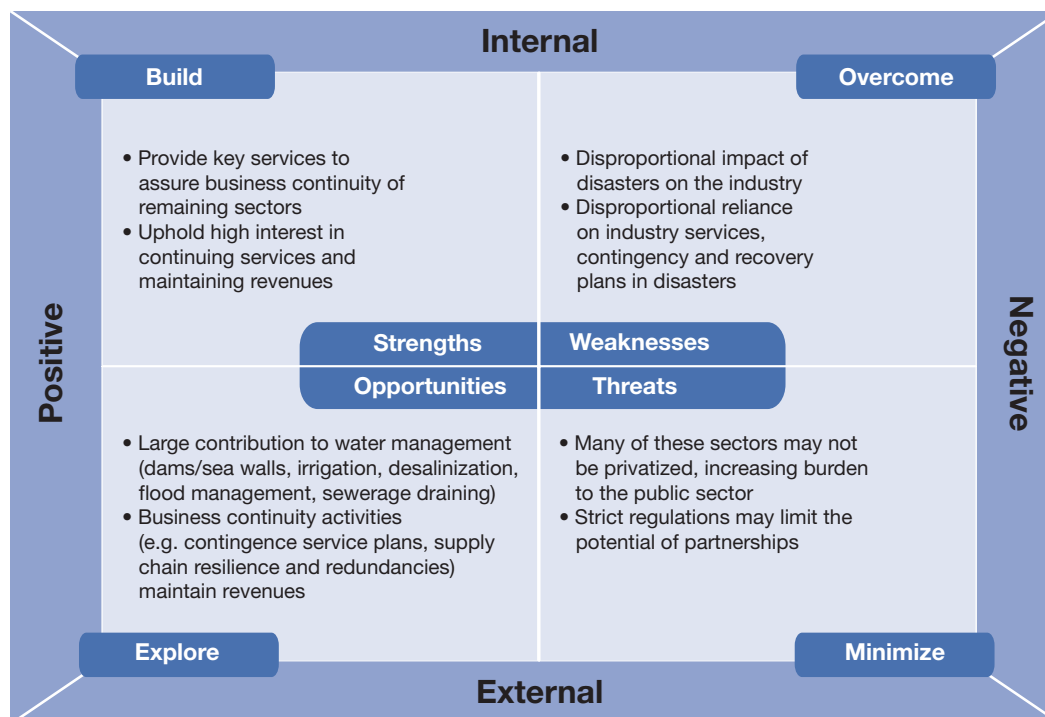 Internal
Build
Overcome
• Provide key services to
assure business continuity of
remaining sectors
• Uphold high interest in
continuing services and
maintaining revenues
• Disproportional impact of
disasters on the industry
• Disproportional reliance
on industry services,
contingency and recovery
plans in disasters
Positive
Negative
Strengths
Weaknesses
Opportunities
Threats
• Large contribution to water management
(dams/sea walls, irrigation, desalinization,
flood management, sewerage draining)
• Business continuity activities
(e.g. contingence service plans, supply
chain resilience and redundancies)
maintain revenues
• Many of these sectors may not
be privatized, increasing burden
to the public sector
• Strict regulations may limit the
potential of partnerships
Explore
Minimize
External